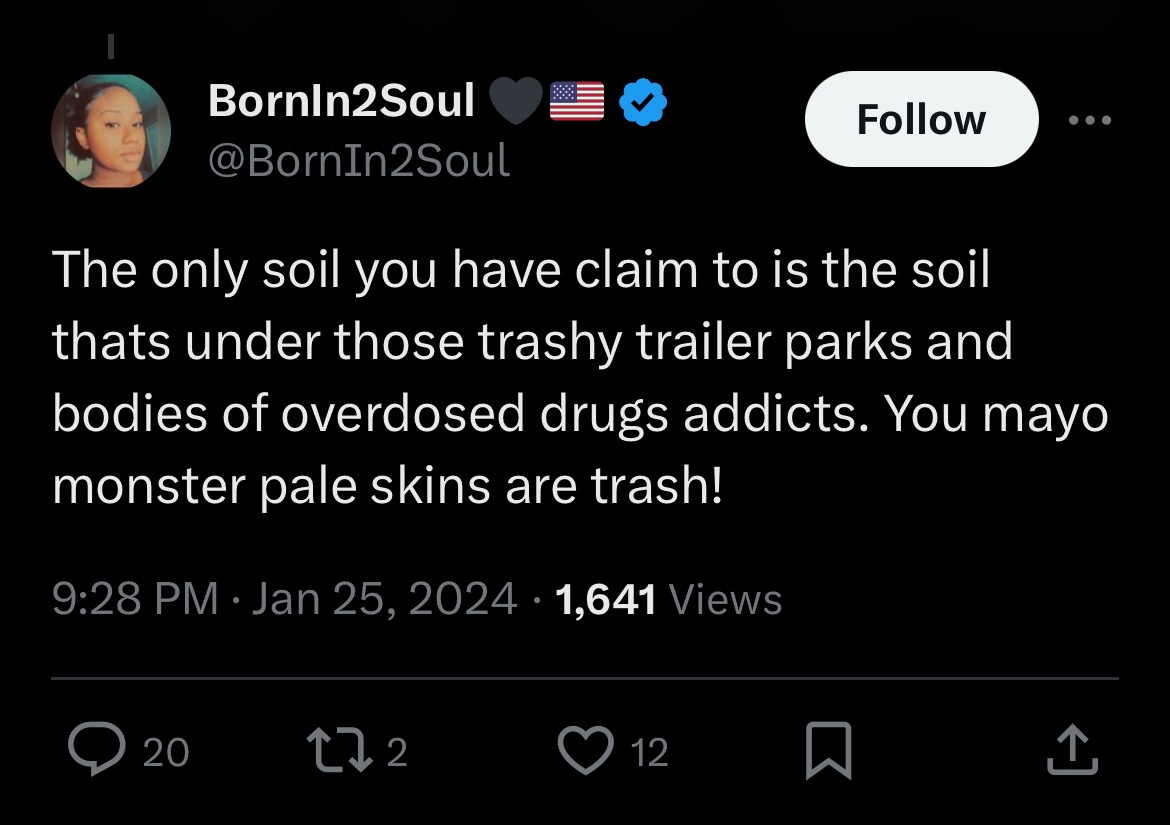 BornIn2Soul 🖤🇺🇸
Follow
@BornIn2Soul
The only soil you have claim to is the soil
thats under those trashy trailer parks and
bodies of overdosed drugs addicts. You mayo
monster pale skins are trash!
9:28 PM · Jan 25, 2024 · 1,641 Views
20 2 12